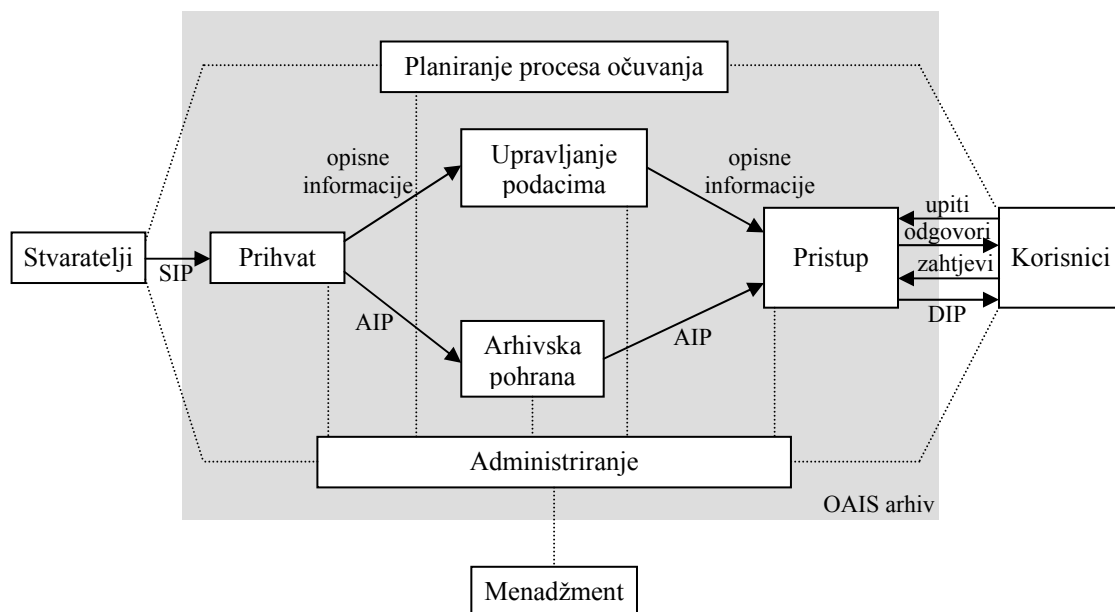 Planiranje procesa očuvanja
opisne
informacije
Upravljanje
podacima
opisne
informacije
Stvaratelji
SIP
Prihvat
Pristup
upiti
odgovori
zahtjevi
DIP
Korisnici
AIP
Arhivska
pohrana
AIP
Administriranje
OAIS arhiv
Menadžment